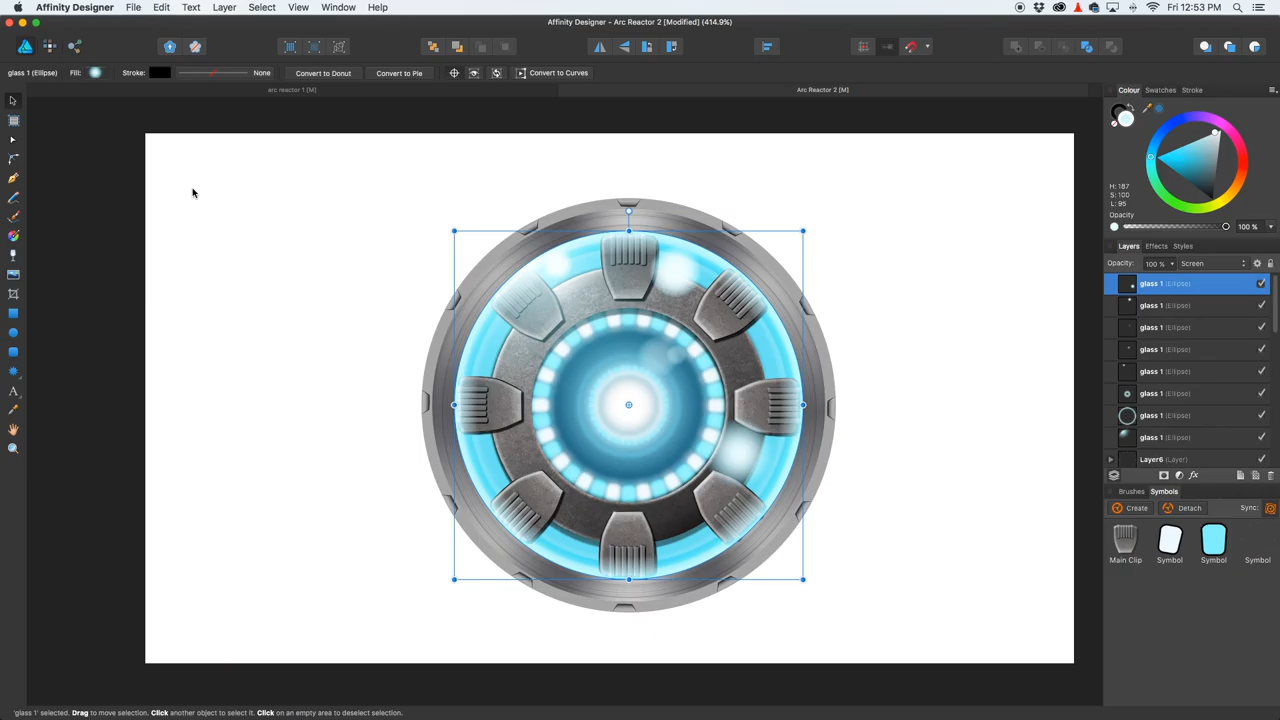 Affinity Designer File Edit Text Layer Select View Window Help Fri 12:53 PM
Affinity Designer - Arc Reactor 2 [Modified] (414.9%)
glass 1 (Ellipse) Fill: Stroke: None Convert to Donut Convert to Pie Convert to Curves
arc reactor 1 [M] Arc Reactor 2 [M]
Colour Swatches Stroke
H: 187
S: 100
L: 95
Opacity
100 %
Layers Effects Styles
Opacity: 100 % Screen
glass 1 (Ellipse)
glass 1 (Ellipse)
glass 1 (Ellipse)
glass 1 (Ellipse)
glass 1 (Ellipse)
glass 1 (Ellipse)
glass 1 (Ellipse)
glass 1 (Ellipse)
Layer6 (Layer)
fx
Brushes Symbols
Create Detach Sync:
Main Clip Symbol Symbol Symbol
'glass 1' selected. Drag to move selection. Click another object to select it. Click on an empty area to deselect selection.